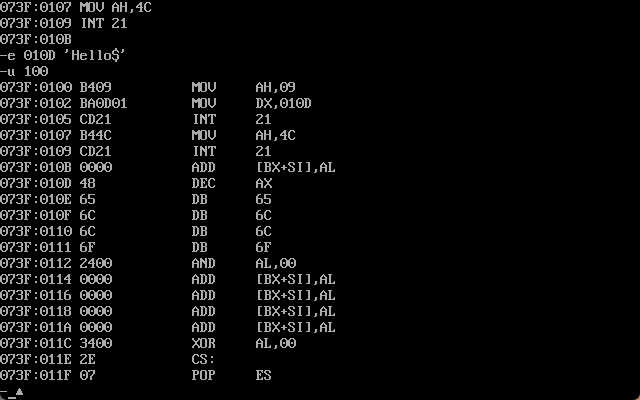 073F:0107 MOV AH,4C
073F:0109 INT 21
073F:010B
-e 010D 'Hello$'
-u 100
073F:0100 B409          MOV     AH,09
073F:0102 BA0D01        MOV     DX,010D
073F:0105 CD21          INT     21
073F:0107 B44C          MOV     AH,4C
073F:0109 CD21          INT     21
073F:010B 0000          ADD     [BX+SI],AL
073F:010D 48            DEC     AX
073F:010E 65            DB      65
073F:010F 6C            DB      6C
073F:0110 6C            DB      6C
073F:0111 6F            DB      6F
073F:0112 2400          AND     AL,00
073F:0114 0000          ADD     [BX+SI],AL
073F:0116 0000          ADD     [BX+SI],AL
073F:0118 0000          ADD     [BX+SI],AL
073F:011A 0000          ADD     [BX+SI],AL
073F:011C 3400          XOR     AL,00
073F:011E 2E            CS:
073F:011F 07            POP     ES
-_